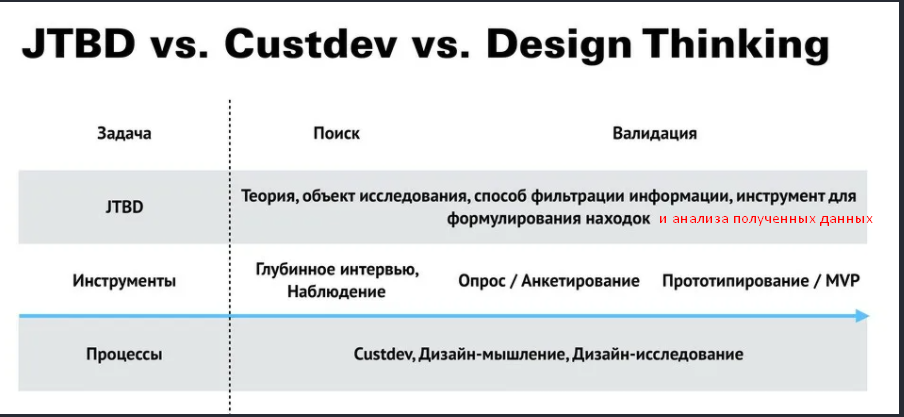 JTBD vs. Custdev vs. Design Thinking
Задача
Поиск
Валидация
JTBD
Теория, объект исследования, способ фильтрации информации, инструмент для
формулирования находок и анализа полученных данных
Инструменты
Глубинное интервью,
Наблюдение
Опрос / Анкетирование
Прототипирование / MVP
Процессы
Custdev, Дизайн-мышление, Дизайн-исследование